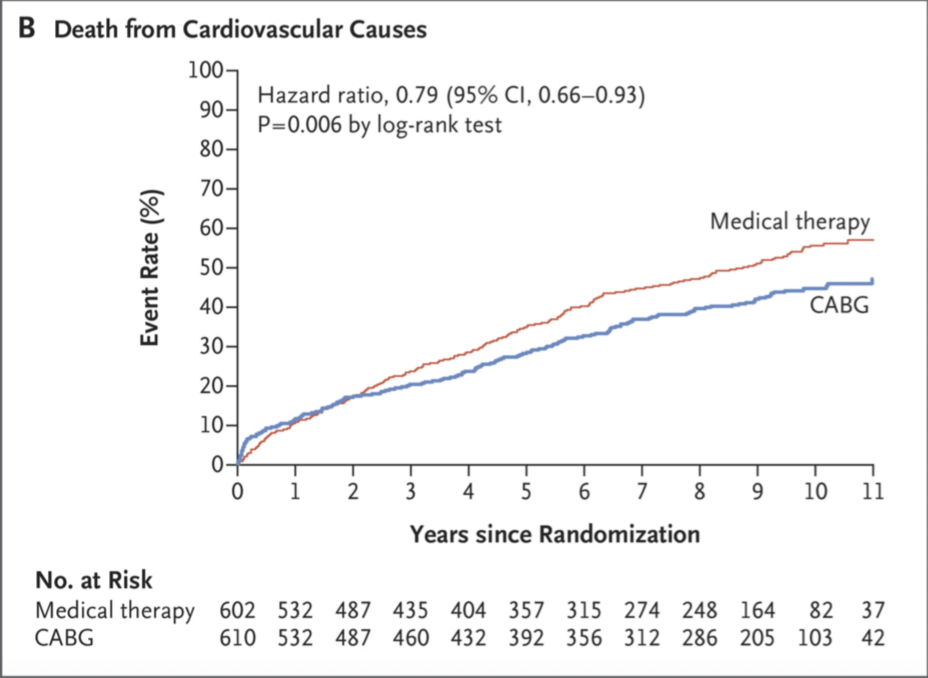 B Death from Cardiovascular Causes
100
Hazard ratio, 0.79 (95% CI, 0.66–0.93)
90
P=0.006 by log-rank test
80
70
60
Medical therapy
50
40
CABG
30
20
10
0
Event Rate (%)
0 1 2 3 4 5 6 7 8 9 10 11
Years since Randomization
No. at Risk
Medical therapy 602 532 487 435 404 357 315 274 248 164 82 37
CABG 610 532 487 460 432 392 356 312 286 205 103 42